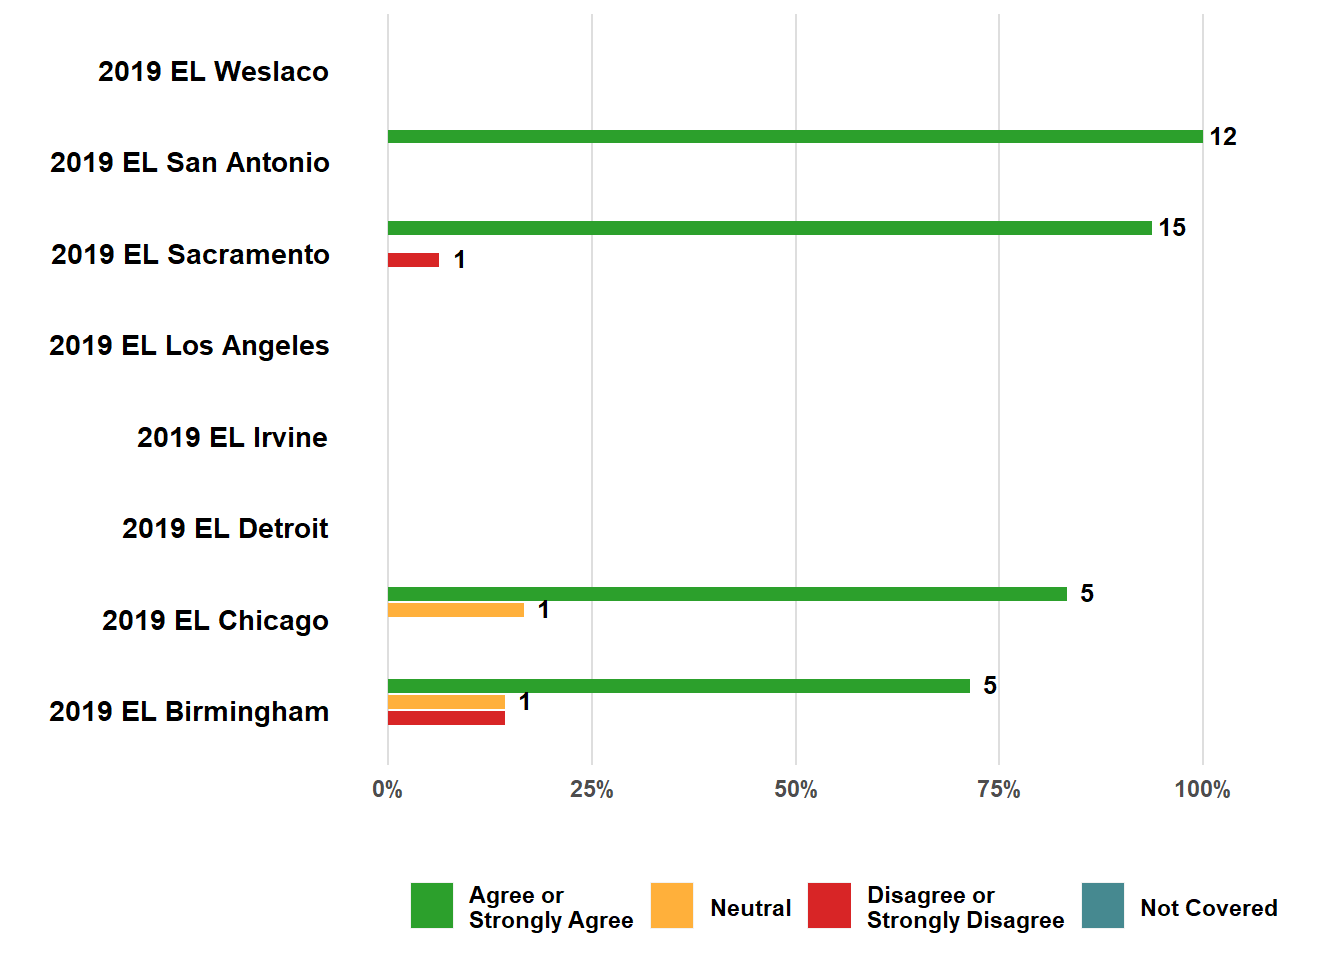 2019 EL Weslaco
12
2019 EL San Antonio
15
2019 EL Sacramento
1
2019 EL Los Angeles
2019 EL Irvine
2019 EL Detroit
5
1
2019 EL Chicago
5
1
2019 EL Birmingham
0% 25% 50% 75% 100%
Agree or
Strongly Agree
Neutral
Disagree or
Strongly Disagree
Not Covered